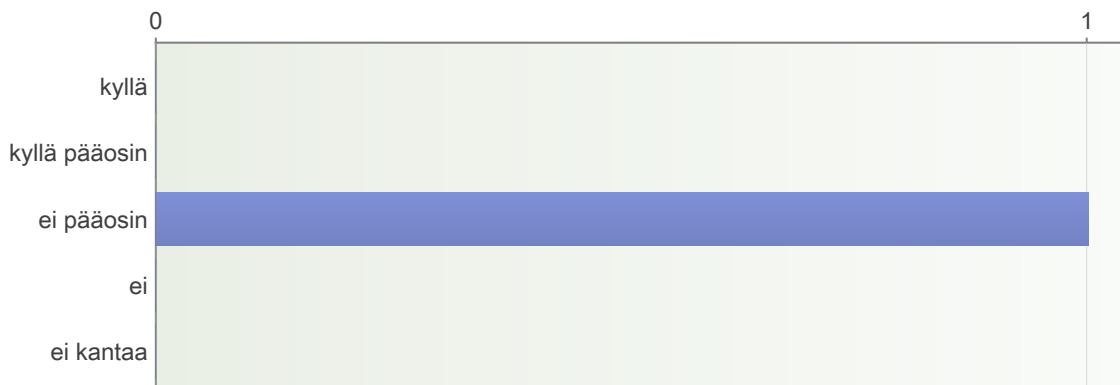 0 1
kyllä
kyllä pääosin
ei pääosin
ei
ei kantaa